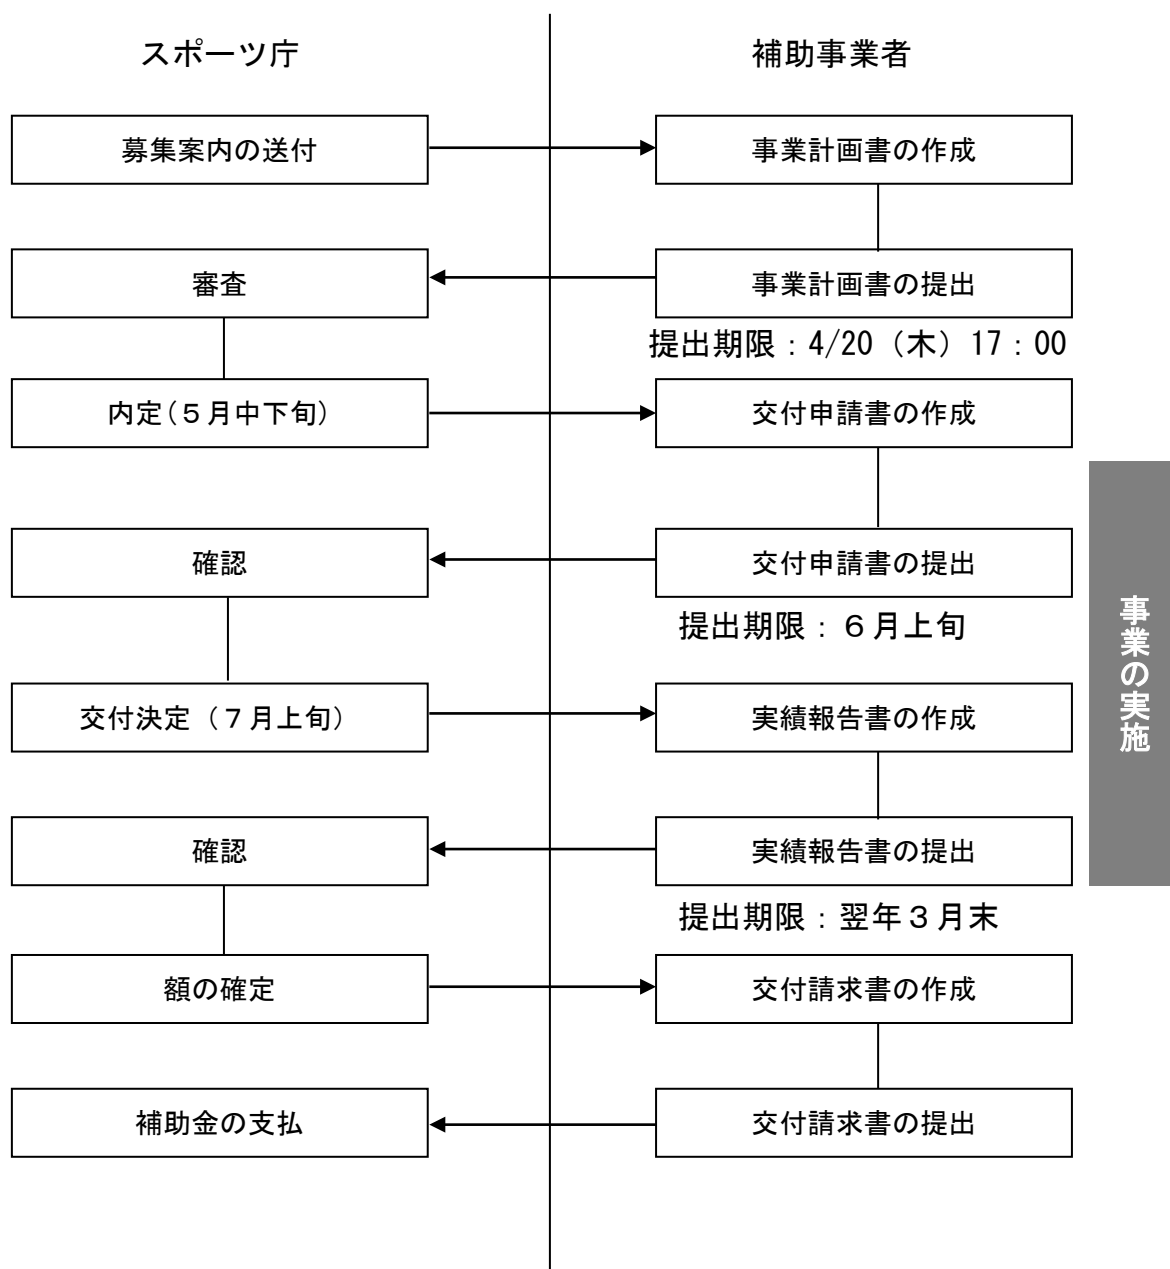 スポーツ庁
補助事業者
募集案内の送付
事業計画書の作成
審査
事業計画書の提出
提出期限：4/20（木）17：00
内定（５月中下旬）
交付申請書の作成
確認
交付申請書の提出
提出期限：６月上旬
交付決定（７月上旬）
実績報告書の作成
確認
実績報告書の提出
提出期限：翌年３月末
額の確定
交付請求書の作成
補助金の支払
交付請求書の提出
事業の実施